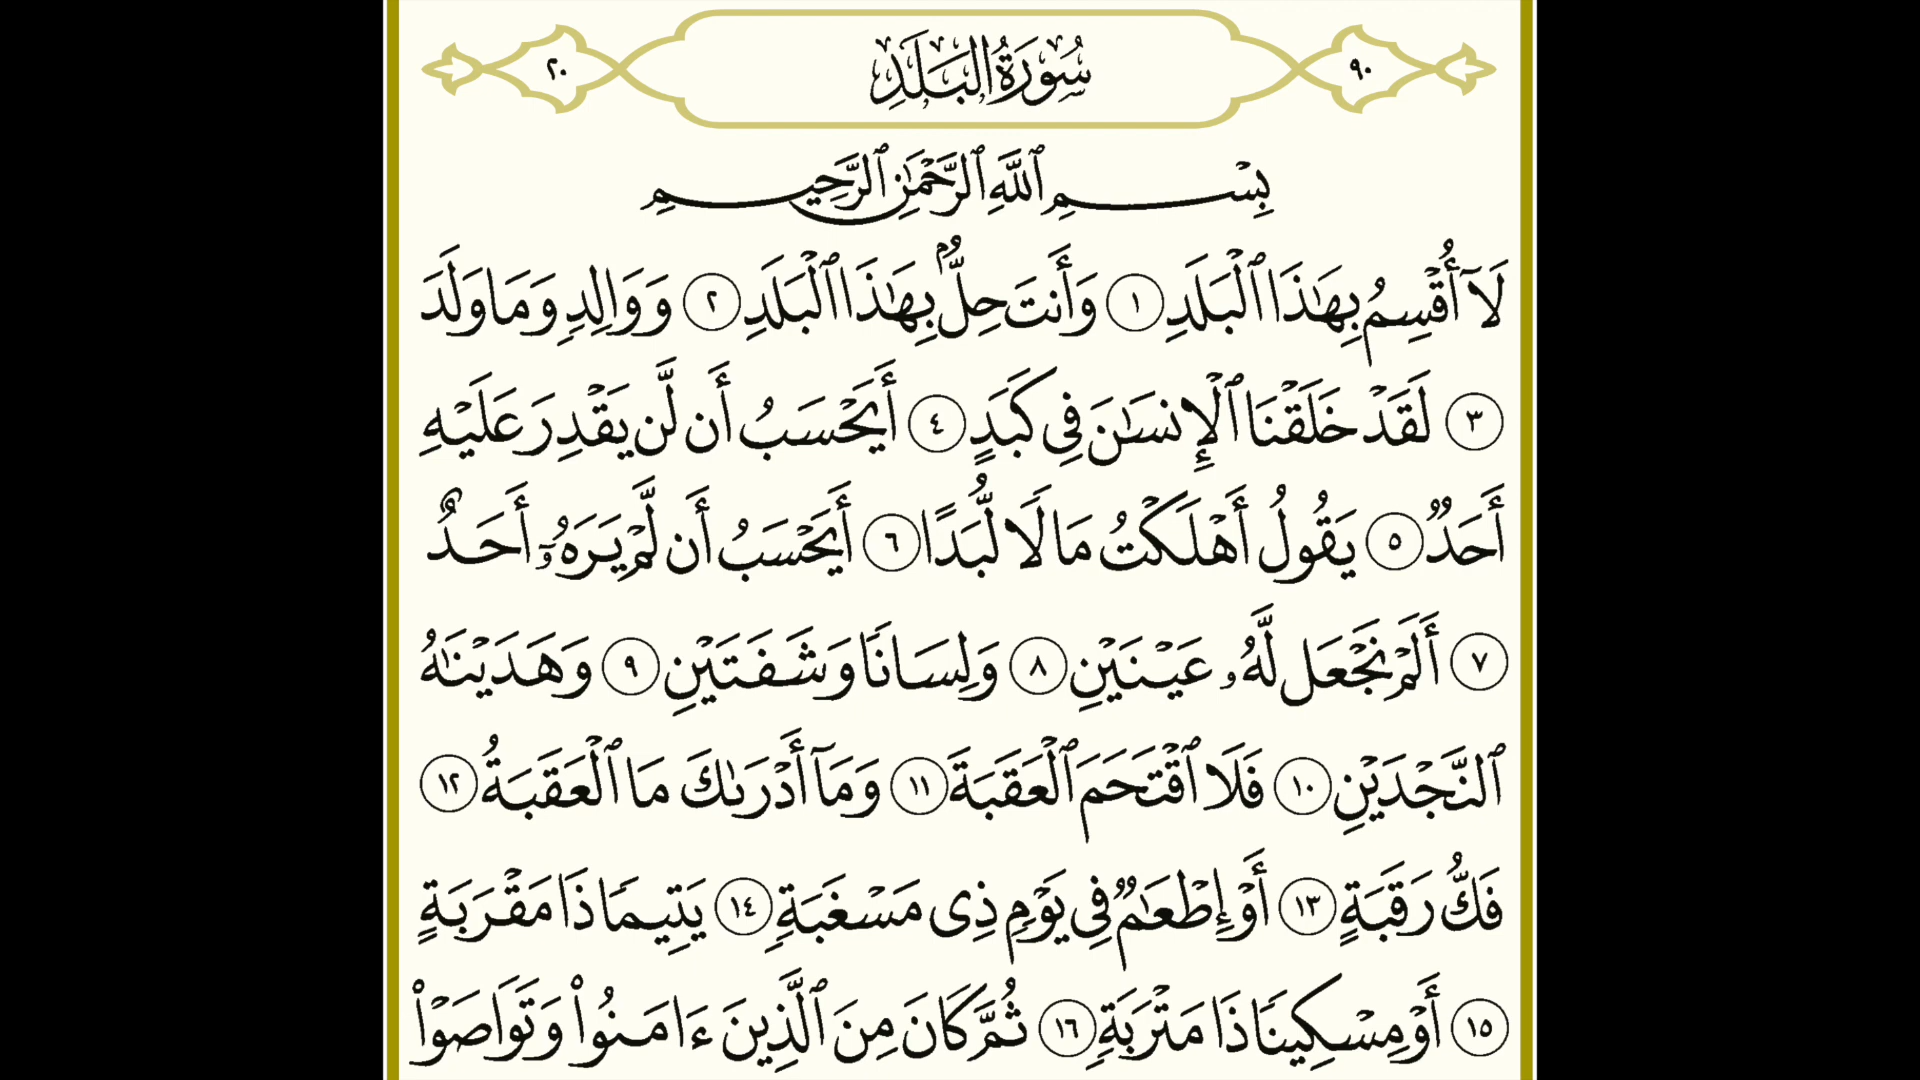 ٩٠ سُورَةُ الْبَلَدِ ٢٠
بِسْمِ ٱللَّهِ ٱلرَّحْمَٰنِ ٱلرَّحِيمِ
لَآ أُقْسِمُ بِهَٰذَا ٱلْبَلَدِ ١ وَأَنتَ حِلٌّۢ بِهَٰذَا ٱلْبَلَدِ ٢ وَوَالِدٍ وَمَا وَلَدَ
٣ لَقَدْ خَلَقْنَا ٱلْإِنسَٰنَ فِى كَبَدٍ ٤ أَيَحْسَبُ أَن لَّن يَقْدِرَ عَلَيْهِ
أَحَدٌ ٥ يَقُولُ أَهْلَكْتُ مَالًا لُّبَدًا ٦ أَيَحْسَبُ أَن لَّمْ يَرَهُۥٓ أَحَدٌ
٧ أَلَمْ نَجْعَل لَّهُۥ عَيْنَيْنِ ٨ وَلِسَانًا وَشَفَتَيْنِ ٩ وَهَدَيْنَٰهُ
ٱلنَّجْدَيْنِ ١٠ فَلَا ٱقْتَحَمَ ٱلْعَقَبَةَ ١١ وَمَآ أَدْرَىٰكَ مَا ٱلْعَقَبَةُ ١٢
فَكُّ رَقَبَةٍ ١٣ أَوْ إِطْعَٰمٌ فِى يَوْمٍ ذِى مَسْغَبَةٍ ١٤ يَتِيمًا ذَا مَقْرَبَةٍ
١٥ أَوْ مِسْكِينًا ذَا مَتْرَبَةٍ ١٦ ثُمَّ كَانَ مِنَ ٱلَّذِينَ ءَامَنُوا۟ وَتَوَاصَوْا۟